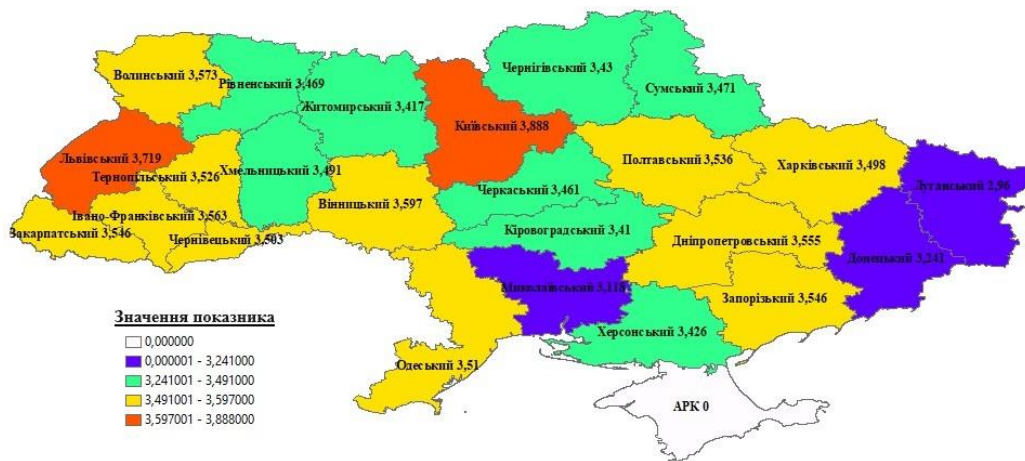 Чернігівський 3,43
Волинський 3,573
Рівненський 3,469
Сумський 3,471
Житомирський 3,417
Київський 3,888
Львівський 3,719
Полтавський 3,536
Харківський 3,498
Тернопільський 3,526
Хмельницький 3,491
Луганський 2,96
Черкаський 3,461
Вінницький 3,597
Івано-Франківський 3,563
Закарпатський 3,546
Чернівецький 3,503
Кіровоградський 3,41
Дніпропетровський 3,555
Донецький 3,241
Миколаївський 3,118
Запорізький 3,546
Херсонський 3,426
Одеський 3,51
АРК 0
Значення показника
0,000000
0,000001 - 3,241000
3,241001 - 3,491000
3,491001 - 3,597000
3,597001 - 3,888000